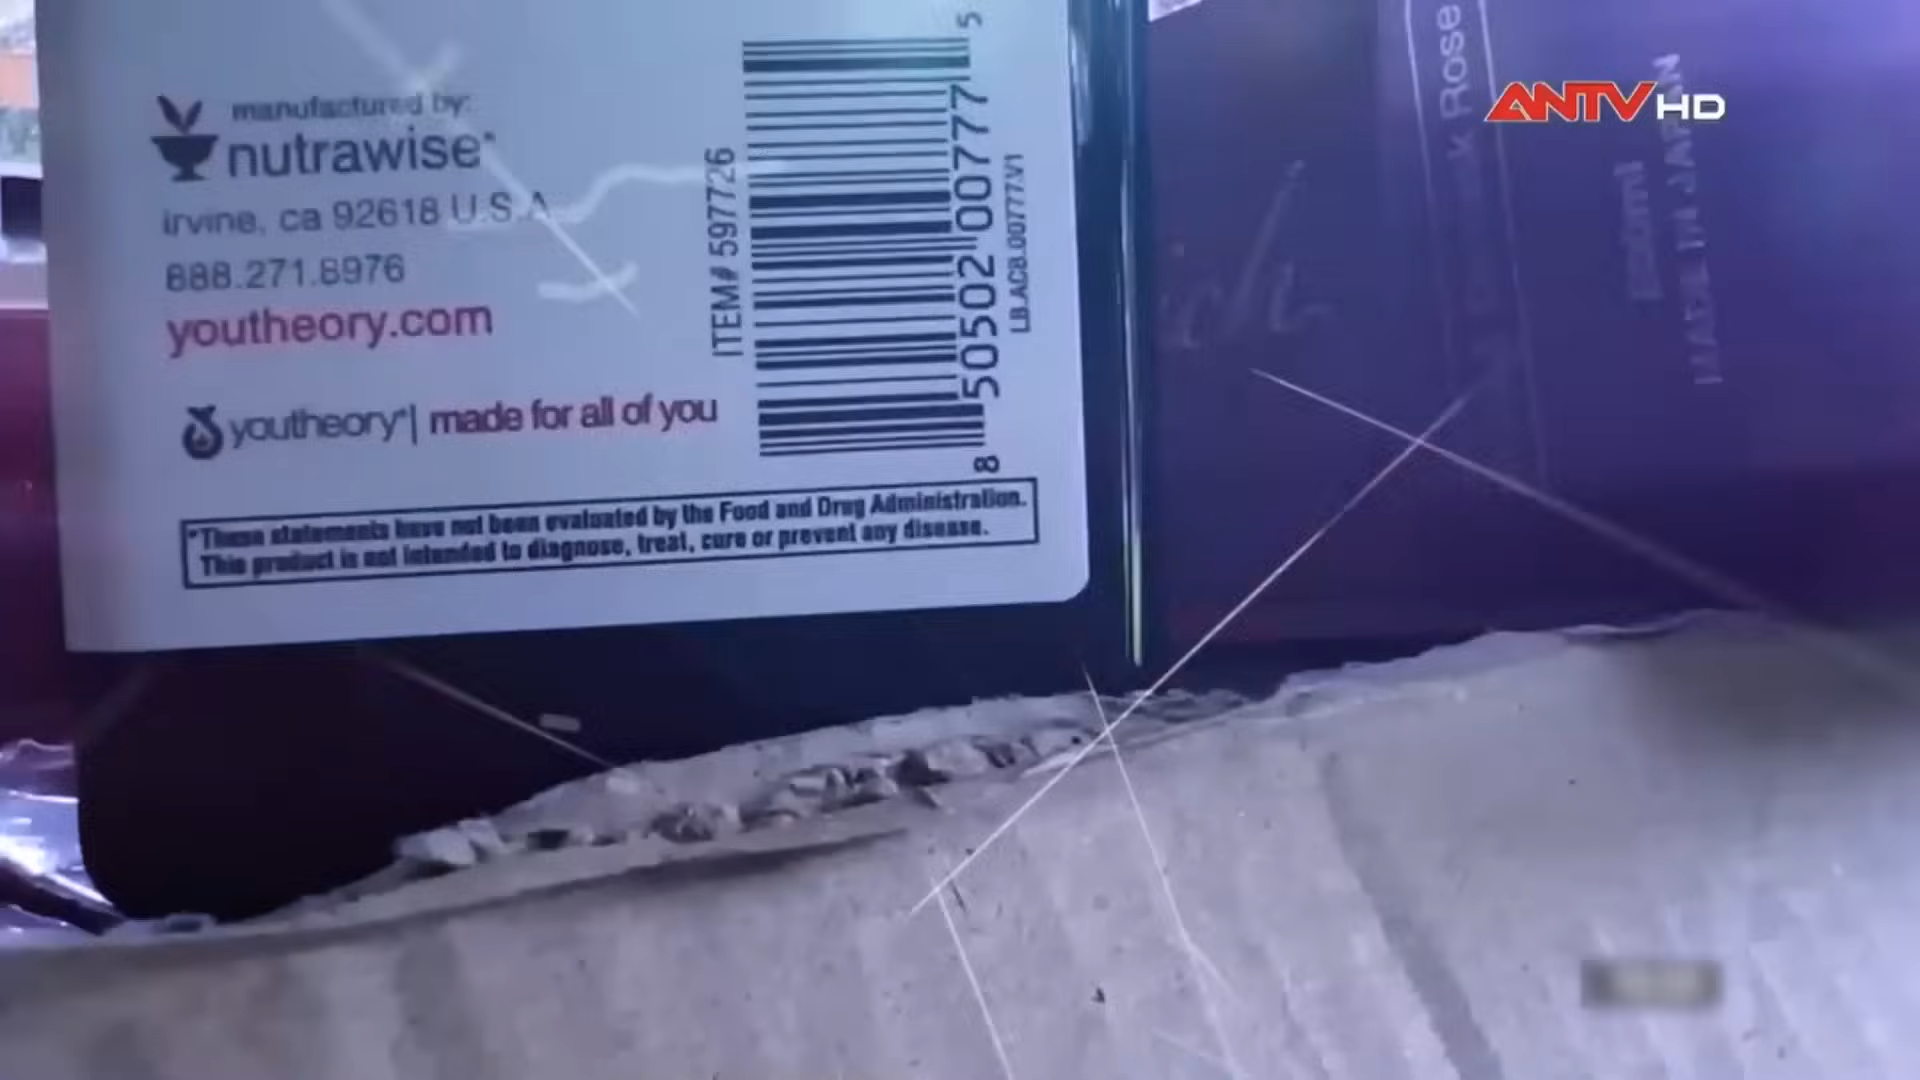 manufactured by:
nutrawise®
irvine, ca 92618 U.S.A
888.271.8976
youtheory.com
youtheory® | made for all of you
*These statements have not been evaluated by the Food and Drug Administration.
This product is not intended to diagnose, treat, cure or prevent any disease.
ITEM# 597726
8 50502 00777 5
LB.ACB.00777.V1
Rose
MADE IN JAPAN
ANTV HD